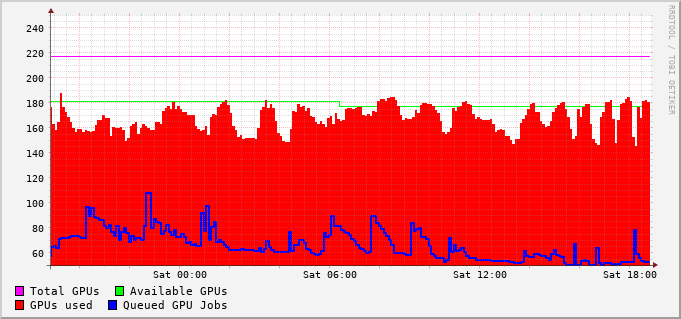 240
220
200
180
160
140
120
100
80
60
Sat 00:00 Sat 06:00 Sat 12:00 Sat 18:00
Total GPUs Available GPUs
GPUs used Queued GPU Jobs
RRDTOOL / TOBI OETIKER